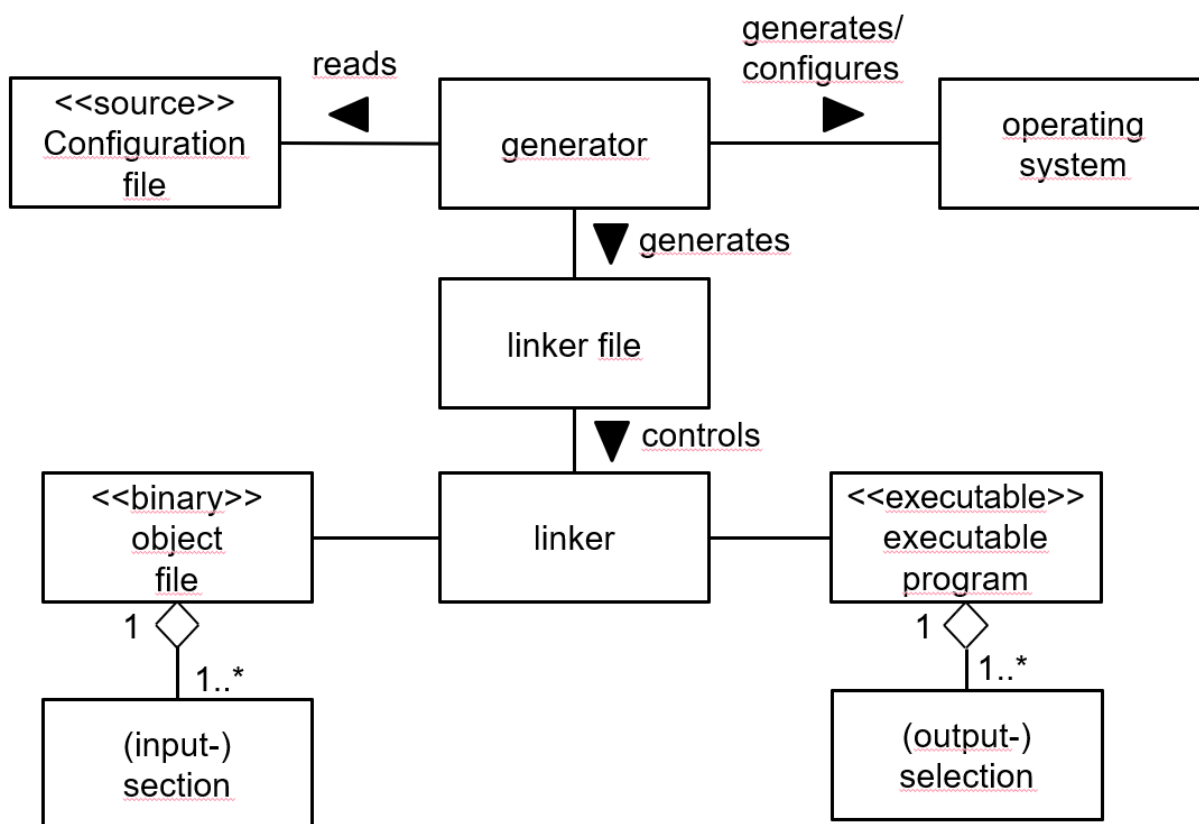 reads
generates/
configures
<<source>>
Configuration
file
generator
operating
system
generates
linker file
controls
<<binary>>
object
file
linker
<<executable>>
executable
program
1
1..*
1
1..*
(input-)
section
(output-)
selection